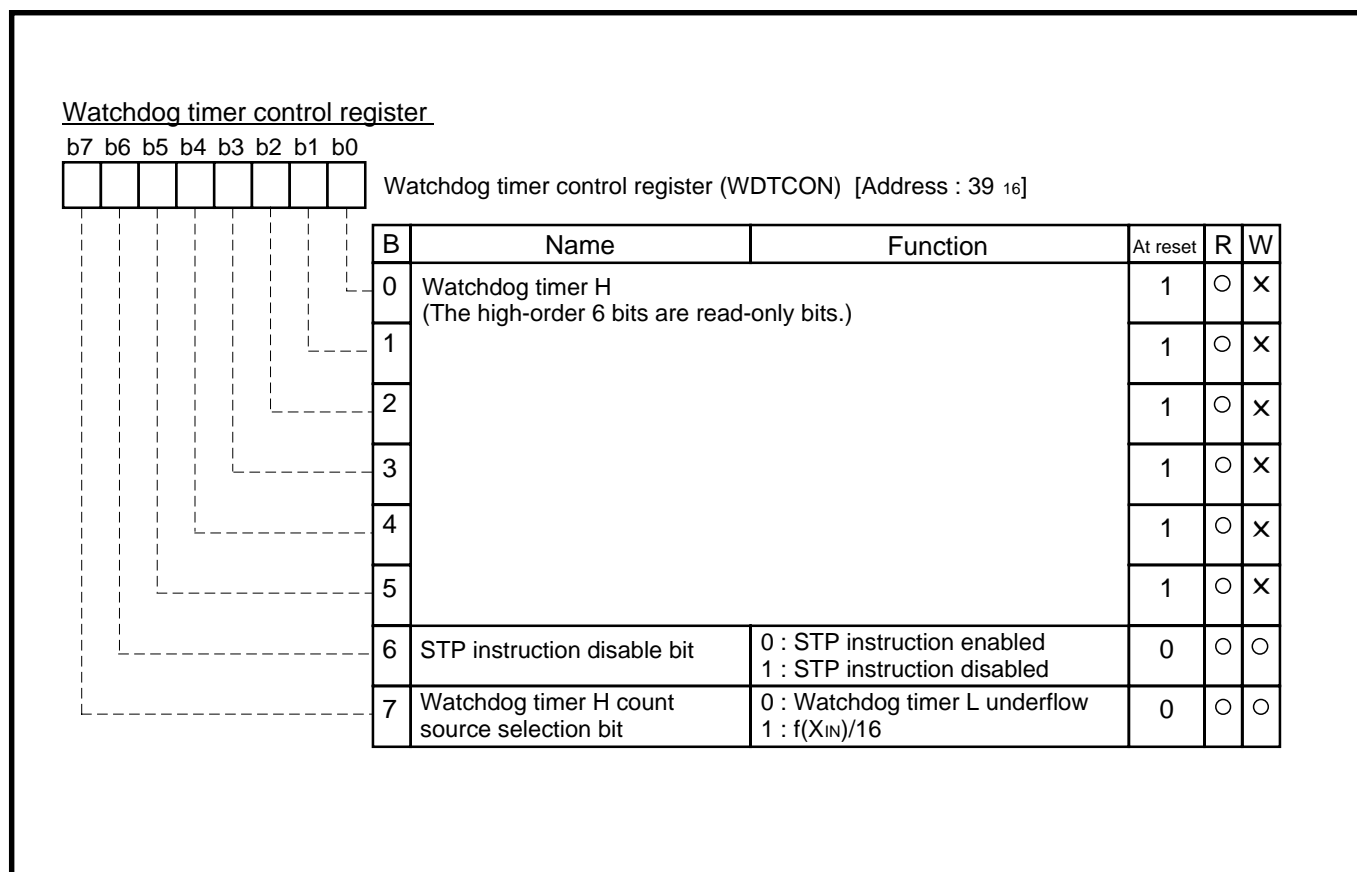 Watchdog timer control register
b7 b6 b5 b4 b3 b2 b1 b0
Watchdog timer control register (WDTCON) [Address : 39 16]
B Name Function At reset R W
0 Watchdog timer H 1 ○ ×
(The high-order 6 bits are read-only bits.)
1 1 ○ ×
2 1 ○ ×
3 1 ○ ×
4 1 ○ ×
5 1 ○ ×
6 STP instruction disable bit 0 : STP instruction enabled 0 ○ ○
1 : STP instruction disabled
7 Watchdog timer H count 0 : Watchdog timer L underflow 0 ○ ○
source selection bit 1 : f(XIN)/16